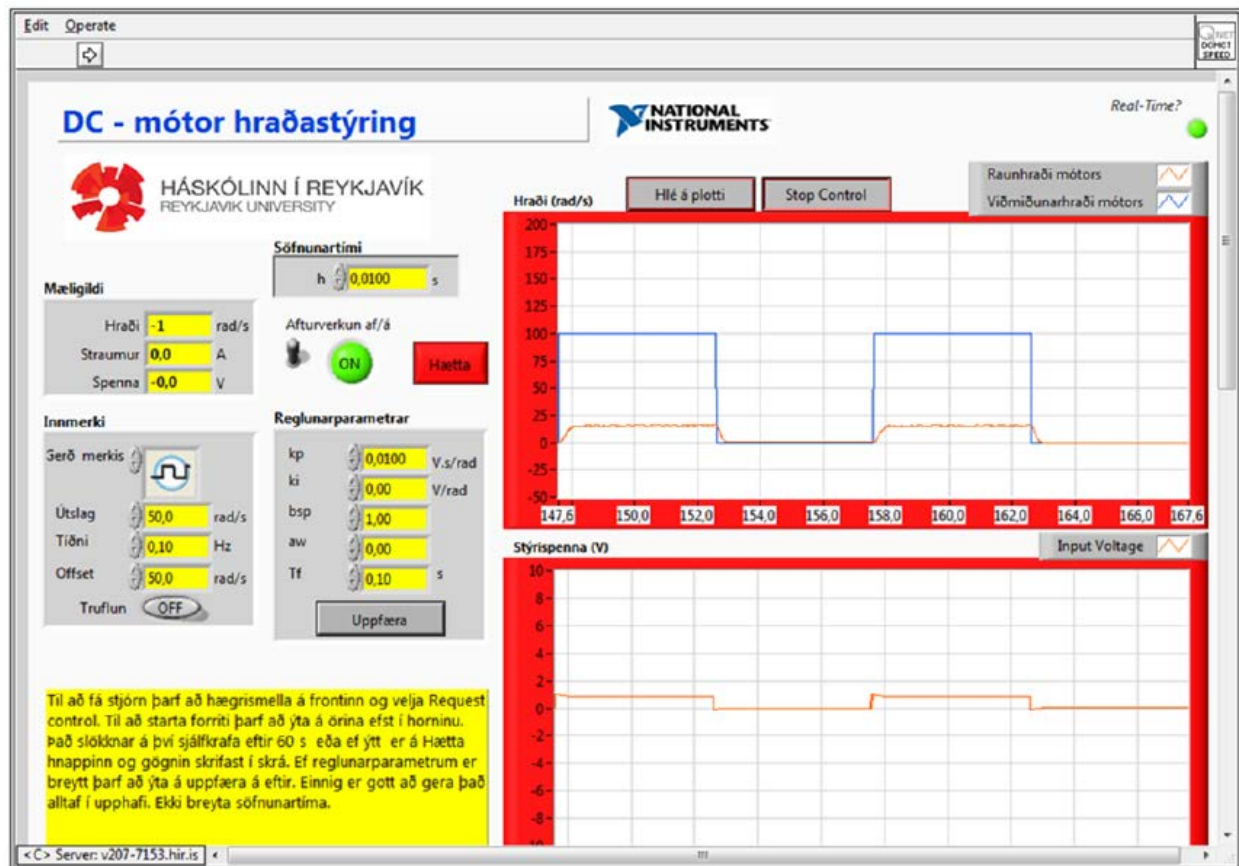 Edit Operate
QNET
DCMCT
SPEED
DC - mótor hraðastýring
NATIONAL
INSTRUMENTS
Real-Time?
HÁSKÓLINN Í REYKJAVÍK
REYKJAVIK UNIVERSITY
Söfnunartími
h 0,0100 s
Mæligildi
Hraði -1 rad/s
Straumur 0,0 A
Spenna -0,0 V
Afturverkun af/á
ON
Hætta
Innmerki
Gerð merkis
Útslag 50,0 rad/s
Tíðni 0,10 Hz
Offset 50,0 rad/s
Truflun OFF
Reglunarparametrar
kp 0,0100 V.s/rad
ki 0,00 V/rad
bsp 1,00
aw 0,00
Tf 0,10 s
Uppfæra
Til að fá stjórn þarf að hægrismella á frontinn og velja Request
control. Til að starta forriti þarf að ýta á örina efst í horninu.
Það slökknar á því sjálfkrafa eftir 60 s eða ef ýtt er á Hætta
hnappinn og gögnin skrifast í skrá. Ef reglunarparametrum er
breytt þarf að ýta á uppfæra á eftir. Einnig er gott að gera það
alltaf í upphafi. Ekki breyta söfnunartíma.
Hraði (rad/s)
Hlé á plotti
Stop Control
Raunhraði mótors
Viðmiðunarhraði mótors
200
175
150
125
100
75
50
25
0
-25
-50
147,6 150,0 152,0 154,0 156,0 158,0 160,0 162,0 164,0 166,0 167,6
Stýrispenna (V)
Input Voltage
10
8
6
4
2
0
-2
-4
-6
-8
-10
<C> Server: v207-7153.hir.is